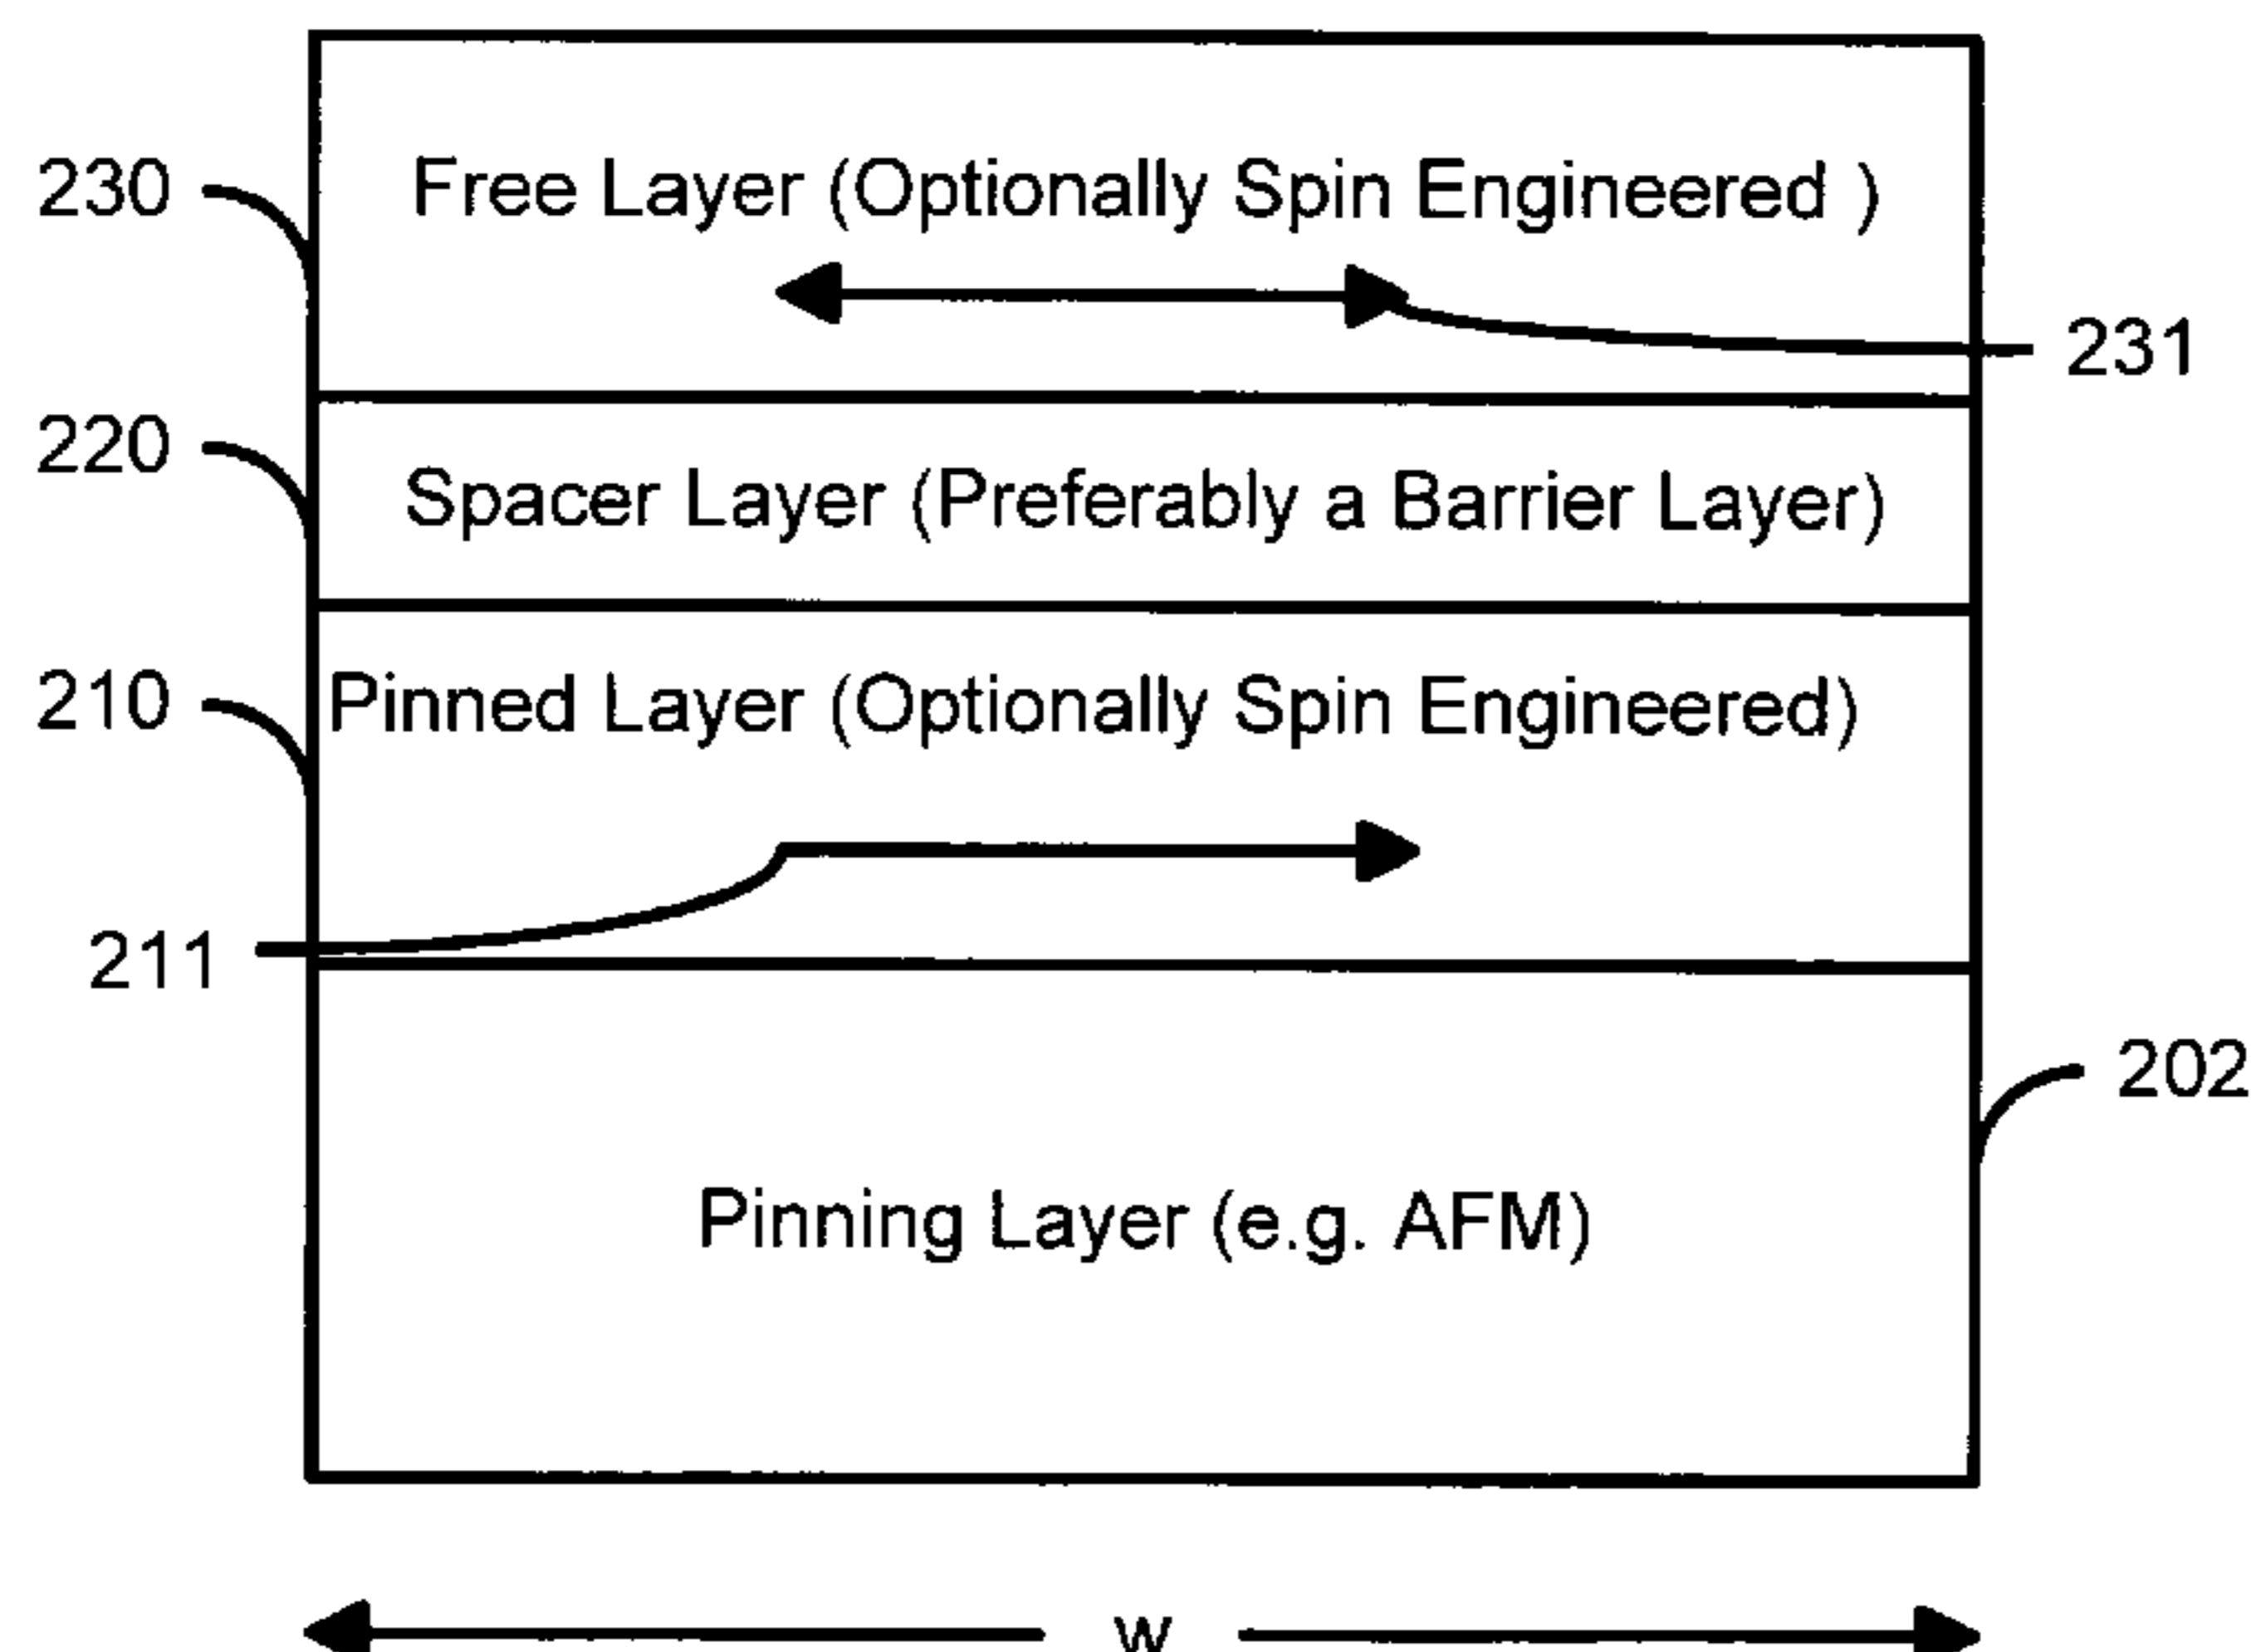 230
Free Layer (Optionally Spin Engineered )
231
220
Spacer Layer (Preferably a Barrier Layer)
210
Pinned Layer (Optionally Spin Engineered)
211
202
Pinning Layer (e.g. AFM)
w